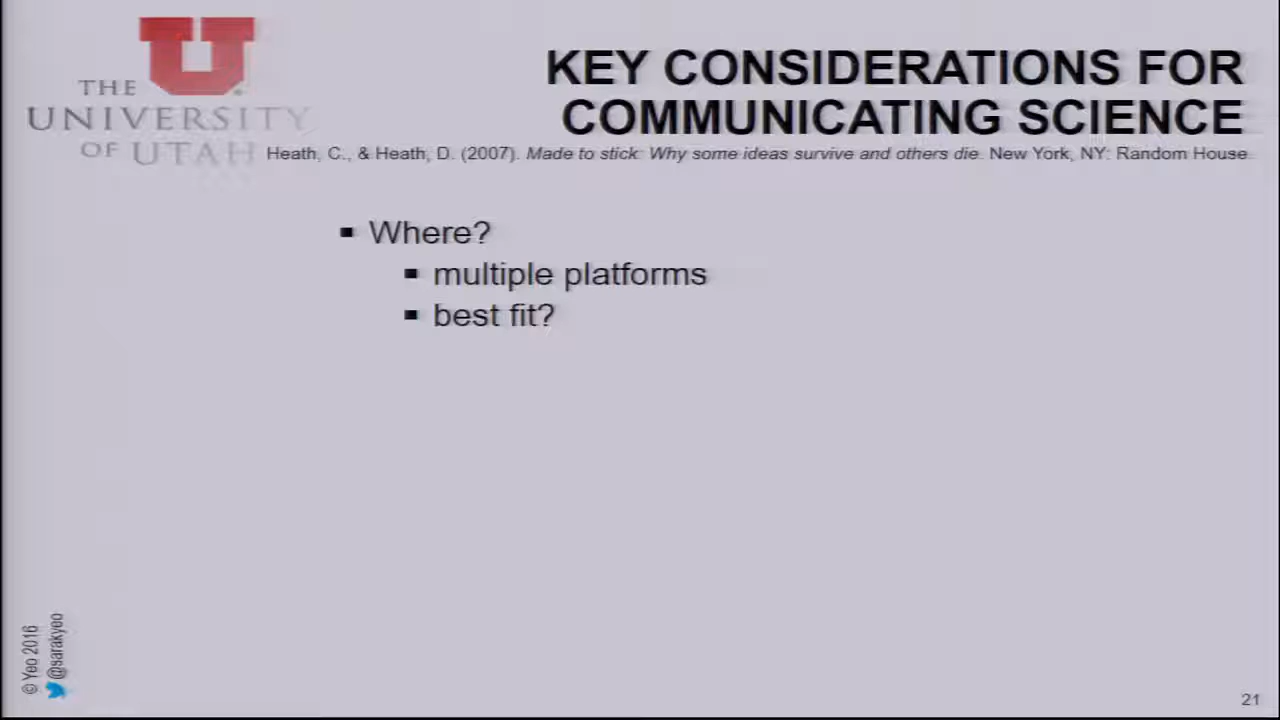 THE
UNIVERSITY
OF UTAH
KEY CONSIDERATIONS FOR
COMMUNICATING SCIENCE
Heath, C., & Heath, D. (2007). Made to stick: Why some ideas survive and others die. New York, NY: Random House.
▪ Where?
▪ multiple platforms
▪ best fit?
© Yeo 2016
@sarakyeo
21